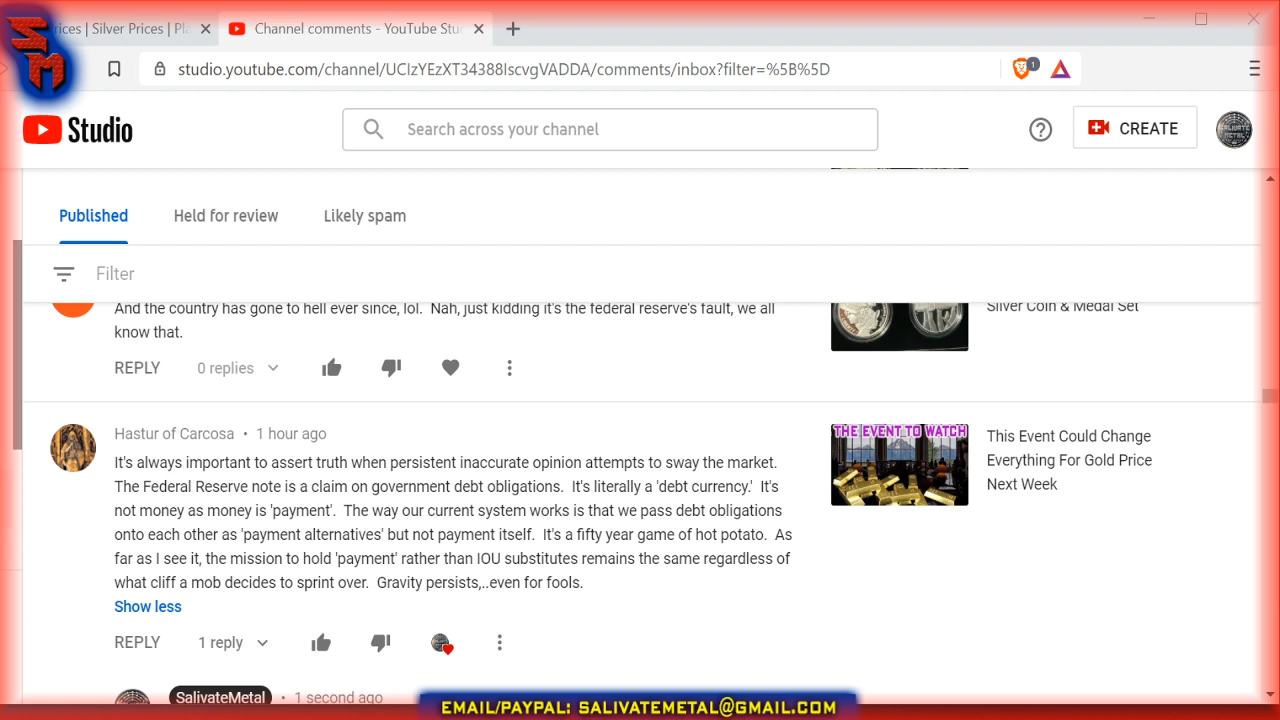 SM
rices | Silver Prices | Pla
Channel comments - YouTube Stu
studio.youtube.com/channel/UCIzYEzXT34388IscvgVADDA/comments/inbox?filter=%5B%5D
1
Studio
Search across your channel
CREATE
Published
Held for review
Likely spam
Filter
And the country has gone to hell ever since, lol.  Nah, just kidding it's the federal reserve's fault, we all
know that.
Silver Coin & Medal Set
REPLY
0 replies
Hastur of Carcosa • 1 hour ago
It's always important to assert truth when persistent inaccurate opinion attempts to sway the market.
The Federal Reserve note is a claim on government debt obligations.  It's literally a 'debt currency.'  It's
not money as money is 'payment'.  The way our current system works is that we pass debt obligations
onto each other as 'payment alternatives' but not payment itself.  It's a fifty year game of hot potato.  As
far as I see it, the mission to hold 'payment' rather than IOU substitutes remains the same regardless of
what cliff a mob decides to sprint over.  Gravity persists,..even for fools.
Show less
THE EVENT TO WATCH
This Event Could Change
Everything For Gold Price
Next Week
REPLY
1 reply
SalivateMetal • 1 second ago
EMAIL/PAYPAL: SALIVATEMETAL@GMAIL.COM